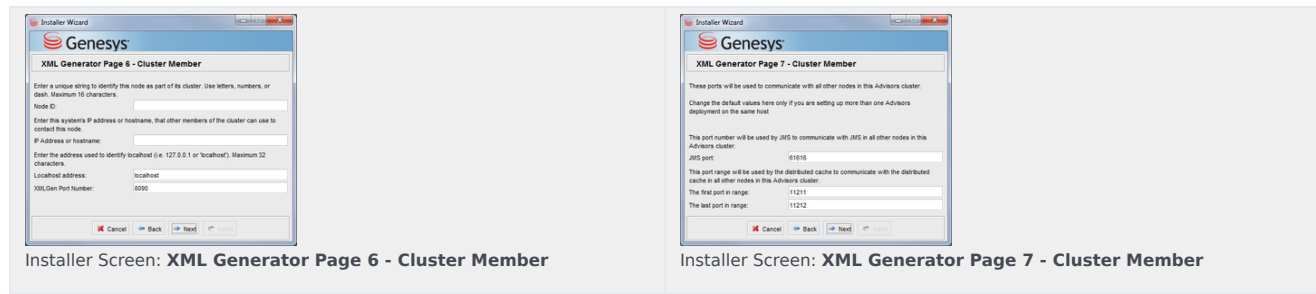 Installer Wizard
Genesys
XML Generator Page 6 - Cluster Member
Enter a unique string to identify this node as part of its cluster. Use letters, numbers, or
dash. Maximum 16 characters.
Node ID:
Enter this system's IP address or hostname, that other members of the cluster can use to
contact this node.
IP Address or hostname:
Enter the address used to identify localhost (i.e. 127.0.0.1 or 'localhost'). Maximum 32
characters.
Localhost address: localhost
XMLGen Port Number: 8090
Cancel Back Next
Installer Screen: XML Generator Page 6 - Cluster Member
Installer Wizard
Genesys
XML Generator Page 7 - Cluster Member
These ports will be used to communicate with all other nodes in this Advisors cluster.
Change the default values here only if you are setting up more than one Advisors
deployment on the same host
This port number will be used by JMS to communicate with JMS in all other nodes in this
Advisors cluster.
JMS port: 61616
This port range will be used by the distributed cache to communicate with the distributed
cache in all other nodes in this Advisors cluster.
The first port in range: 11211
The last port in range: 11212
Cancel Back Next
Installer Screen: XML Generator Page 7 - Cluster Member